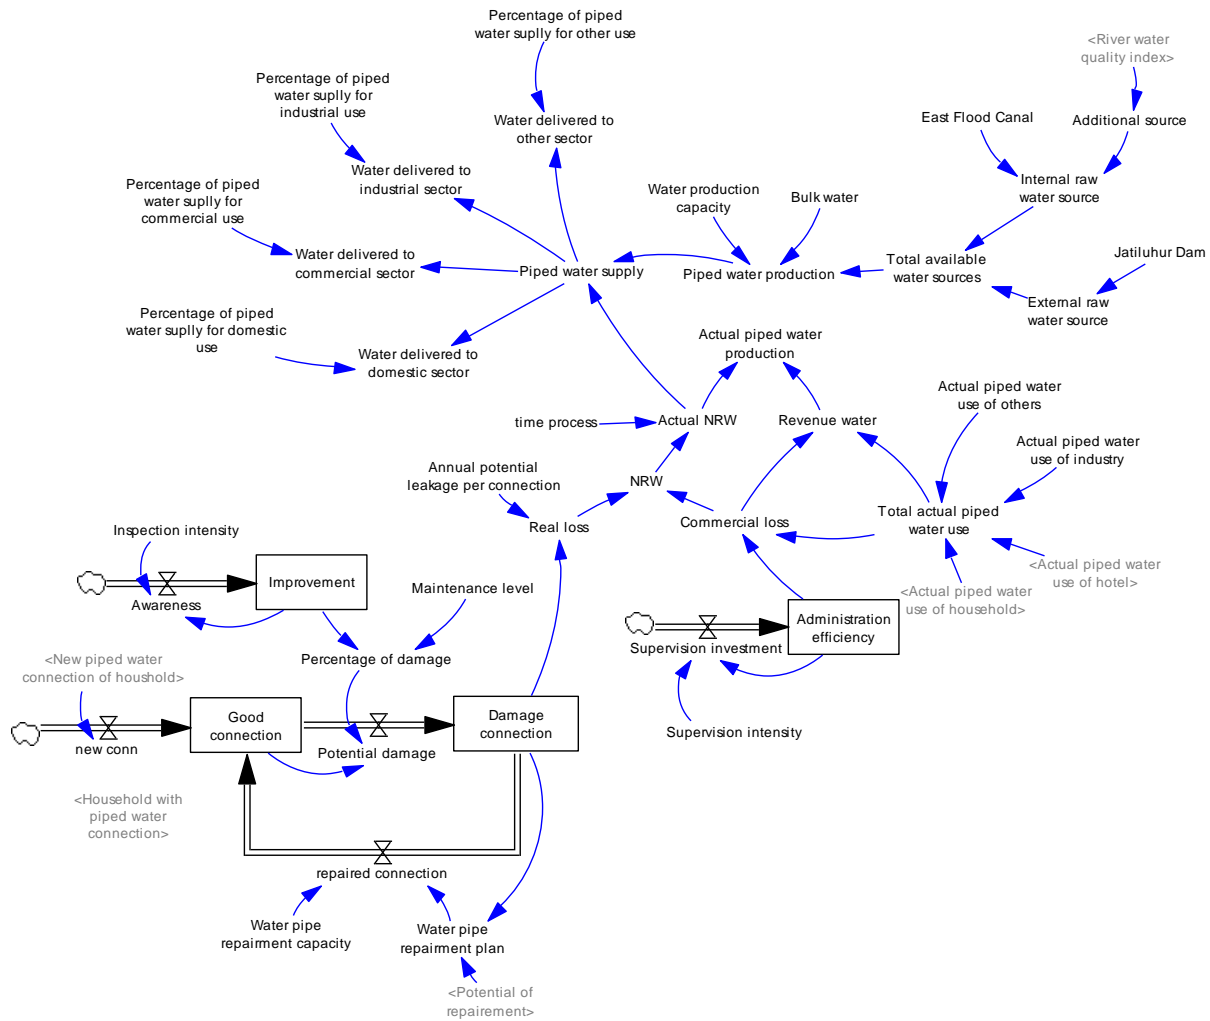 Percentage of piped
water suplly for other use
<River water
quality index>
Percentage of piped
water suplly for
industrial use
East Flood Canal
Additional source
Water delivered to
other sector
Water delivered to
industrial sector
Internal raw
water source
Percentage of piped
water suplly for
commercial use
Water production
capacity
Bulk water
Water delivered to
commercial sector
Piped water supply
Piped water production
Total available
water sources
Jatiluhur Dam
External raw
water source
Percentage of piped
water suplly for domestic
use
Water delivered to
domestic sector
Actual piped water
production
Actual piped water
use of others
time process
Actual NRW
Revenue water
Actual piped water
use of industry
Annual potential
leakage per connection
NRW
Real loss
Commercial loss
Total actual piped
water use
Inspection intensity
Improvement
Awareness
Maintenance level
<Actual piped water
use of hotel>
<Actual piped water
use of household>
Administration
efficiency
Supervision investment
Percentage of damage
<New piped water
connection of houshold>
Good
connection
Damage
connection
new conn
Potential damage
Supervision intensity
<Household with
piped water
connection>
repaired connection
Water pipe
repairment capacity
Water pipe
repairment plan
<Potential of
repairement>